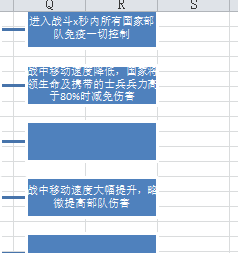 Q
R
S
进入战斗x秒内所有国家部
队免疫一切控制
战中移动速度降低，国家将
领生命及携带的士兵兵力高
于80%时减免伤害
战中移动速度大幅提升，略
微提高部队伤害